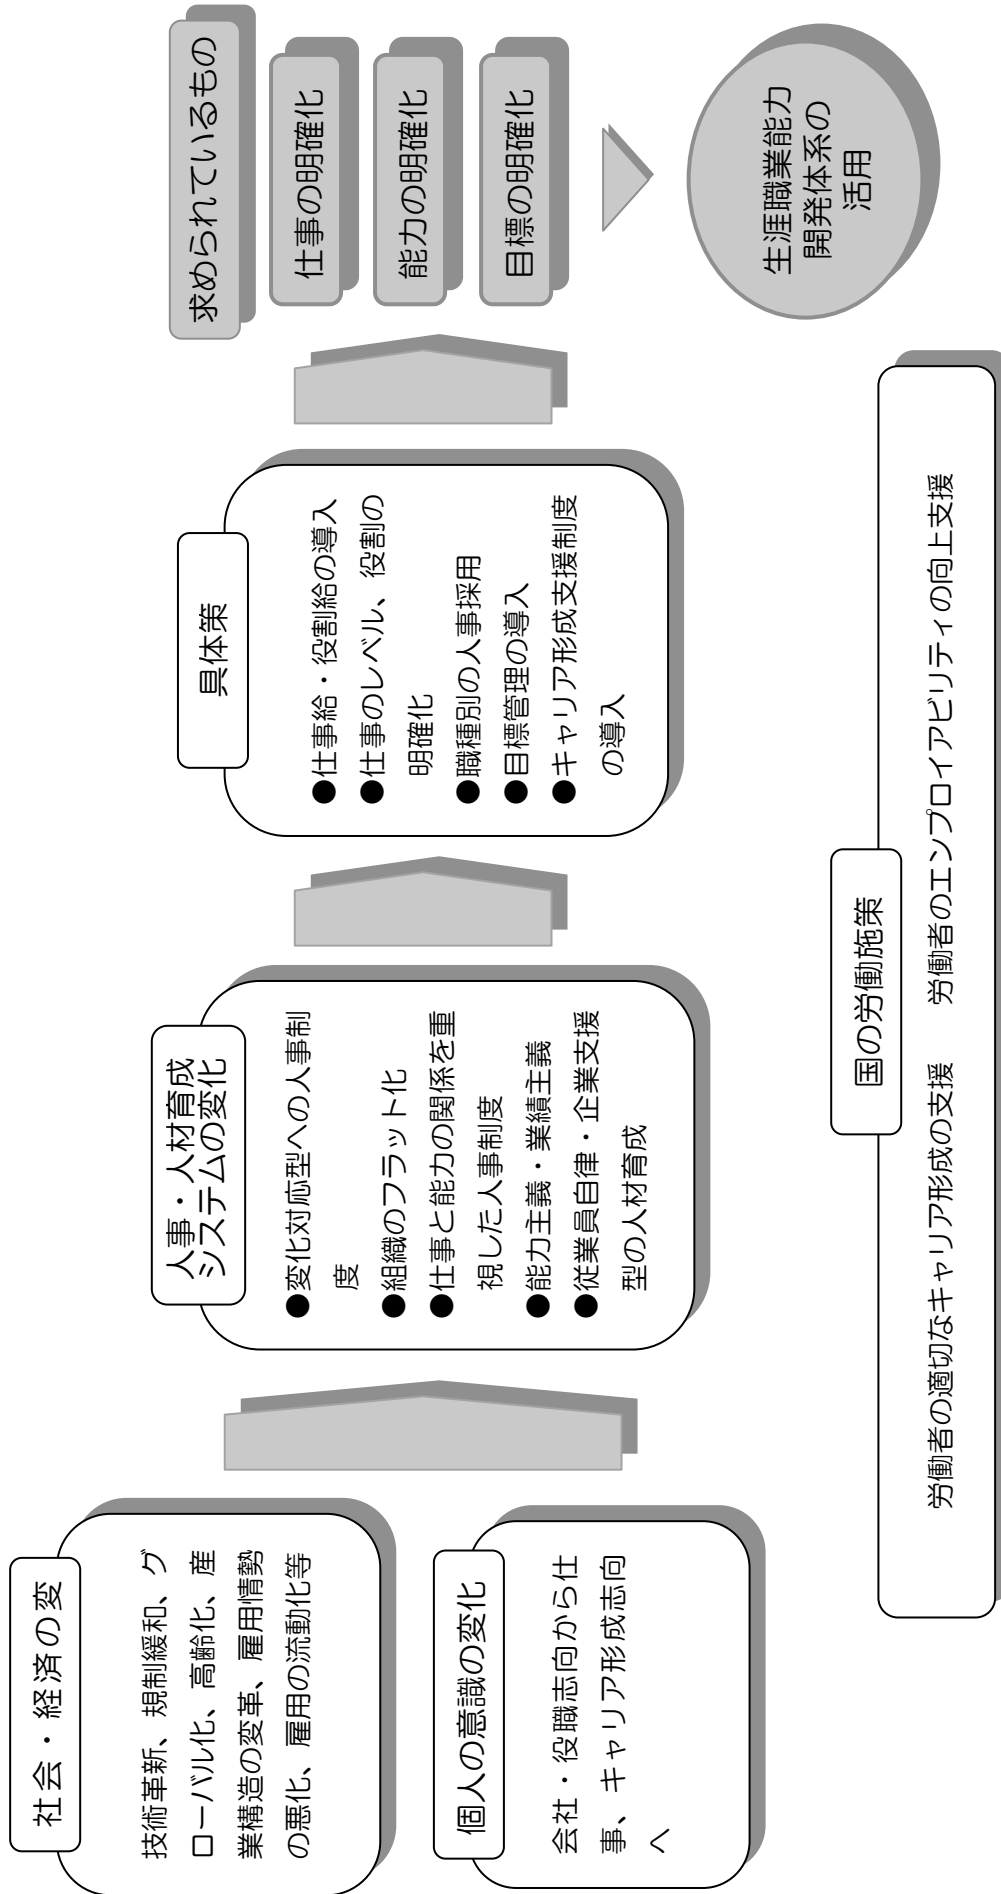 社会・経済の変
技術革新、規制緩和、グ
ローバル化、高齢化、産
業構造の変革、雇用情勢
の悪化、雇用の流動化等
個人の意識の変化
会社・役職志向から仕
事、キャリア形成志向
へ
人事・人材育成
システムの変化
●変化対応型への人事制
度
●組織のフラット化
●仕事と能力の関係を重
視した人事制度
●能力主義・業績主義
●従業員自律・企業支援
型の人材育成
具体策
●仕事給・役割給の導入
●仕事のレベル、役割の
明確化
●職種別の人事採用
●目標管理の導入
●キャリア形成支援制度
の導入
求められているもの
仕事の明確化
能力の明確化
目標の明確化
生涯職業能力
開発体系の
活用
国の労働施策
労働者の適切なキャリア形成の支援　労働者のエンプロイアビリティの向上支援